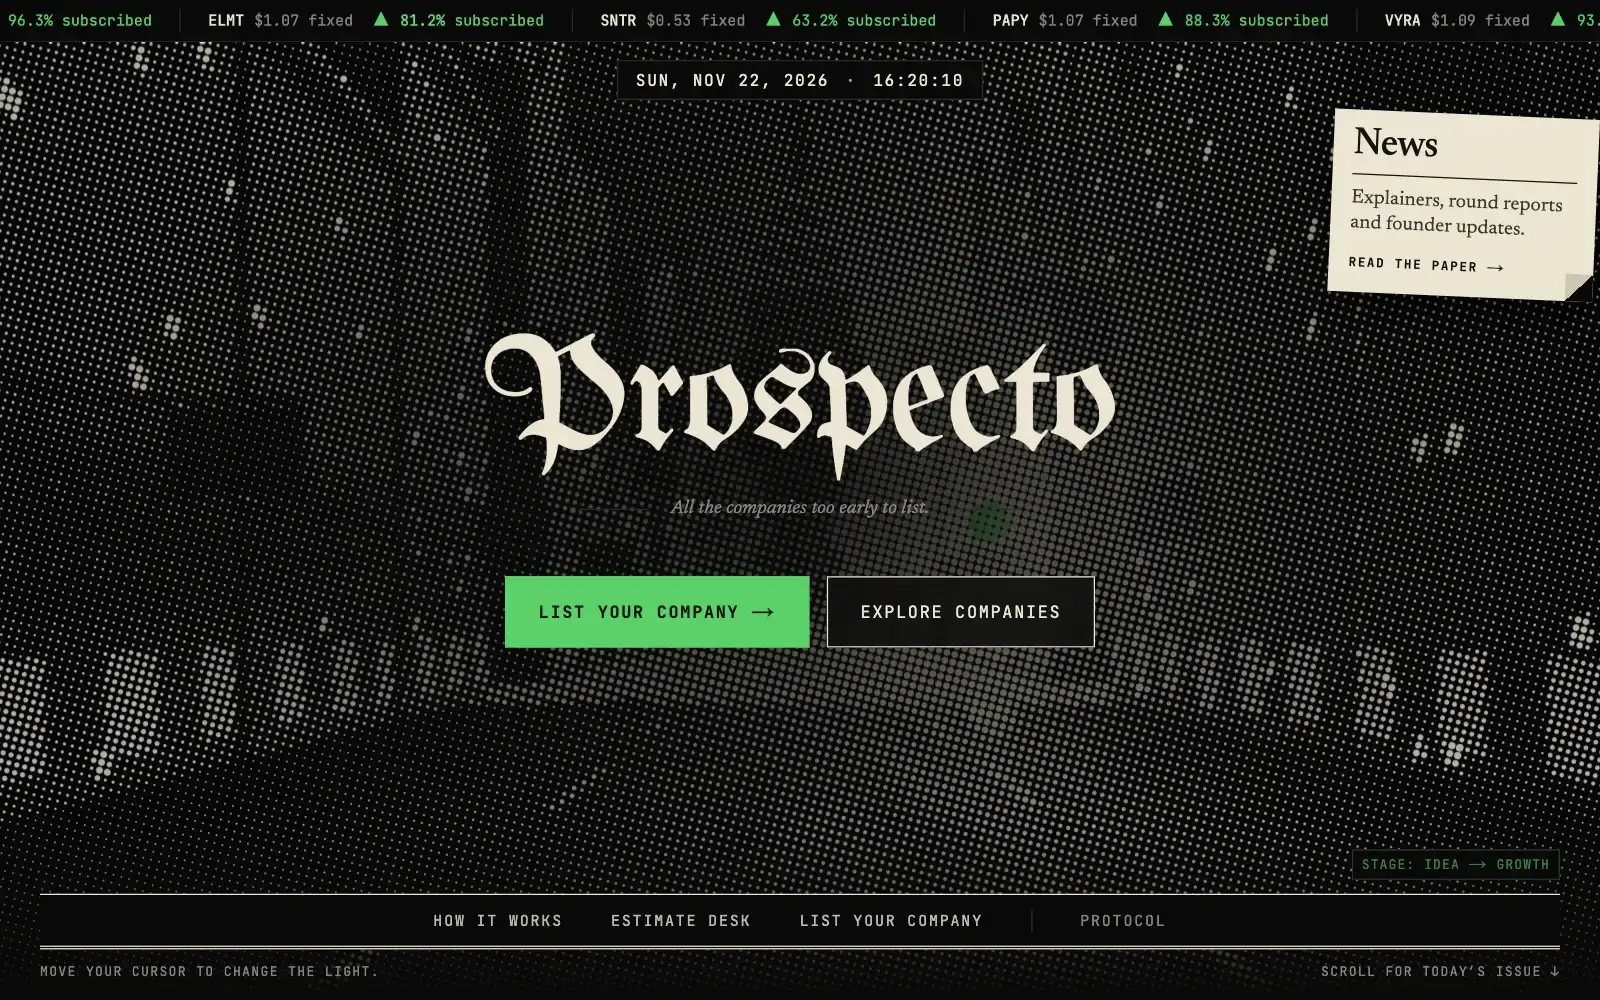 96.3% subscribed ELMT $1.07 fixed ▲ 81.2% subscribed SNTR $0.53 fixed ▲ 63.2% subscribed PAPY $1.07 fixed ▲ 88.3% subscribed VYRA $1.09 fixed ▲ 93.
SUN, NOV 22, 2026 · 16:20:10
News
Explainers, round reports
and founder updates.
READ THE PAPER →
Prospecto
All the companies too early to list.
LIST YOUR COMPANY → EXPLORE COMPANIES
STAGE: IDEA → GROWTH
HOW IT WORKS ESTIMATE DESK LIST YOUR COMPANY PROTOCOL
MOVE YOUR CURSOR TO CHANGE THE LIGHT. SCROLL FOR TODAY’S ISSUE ↓